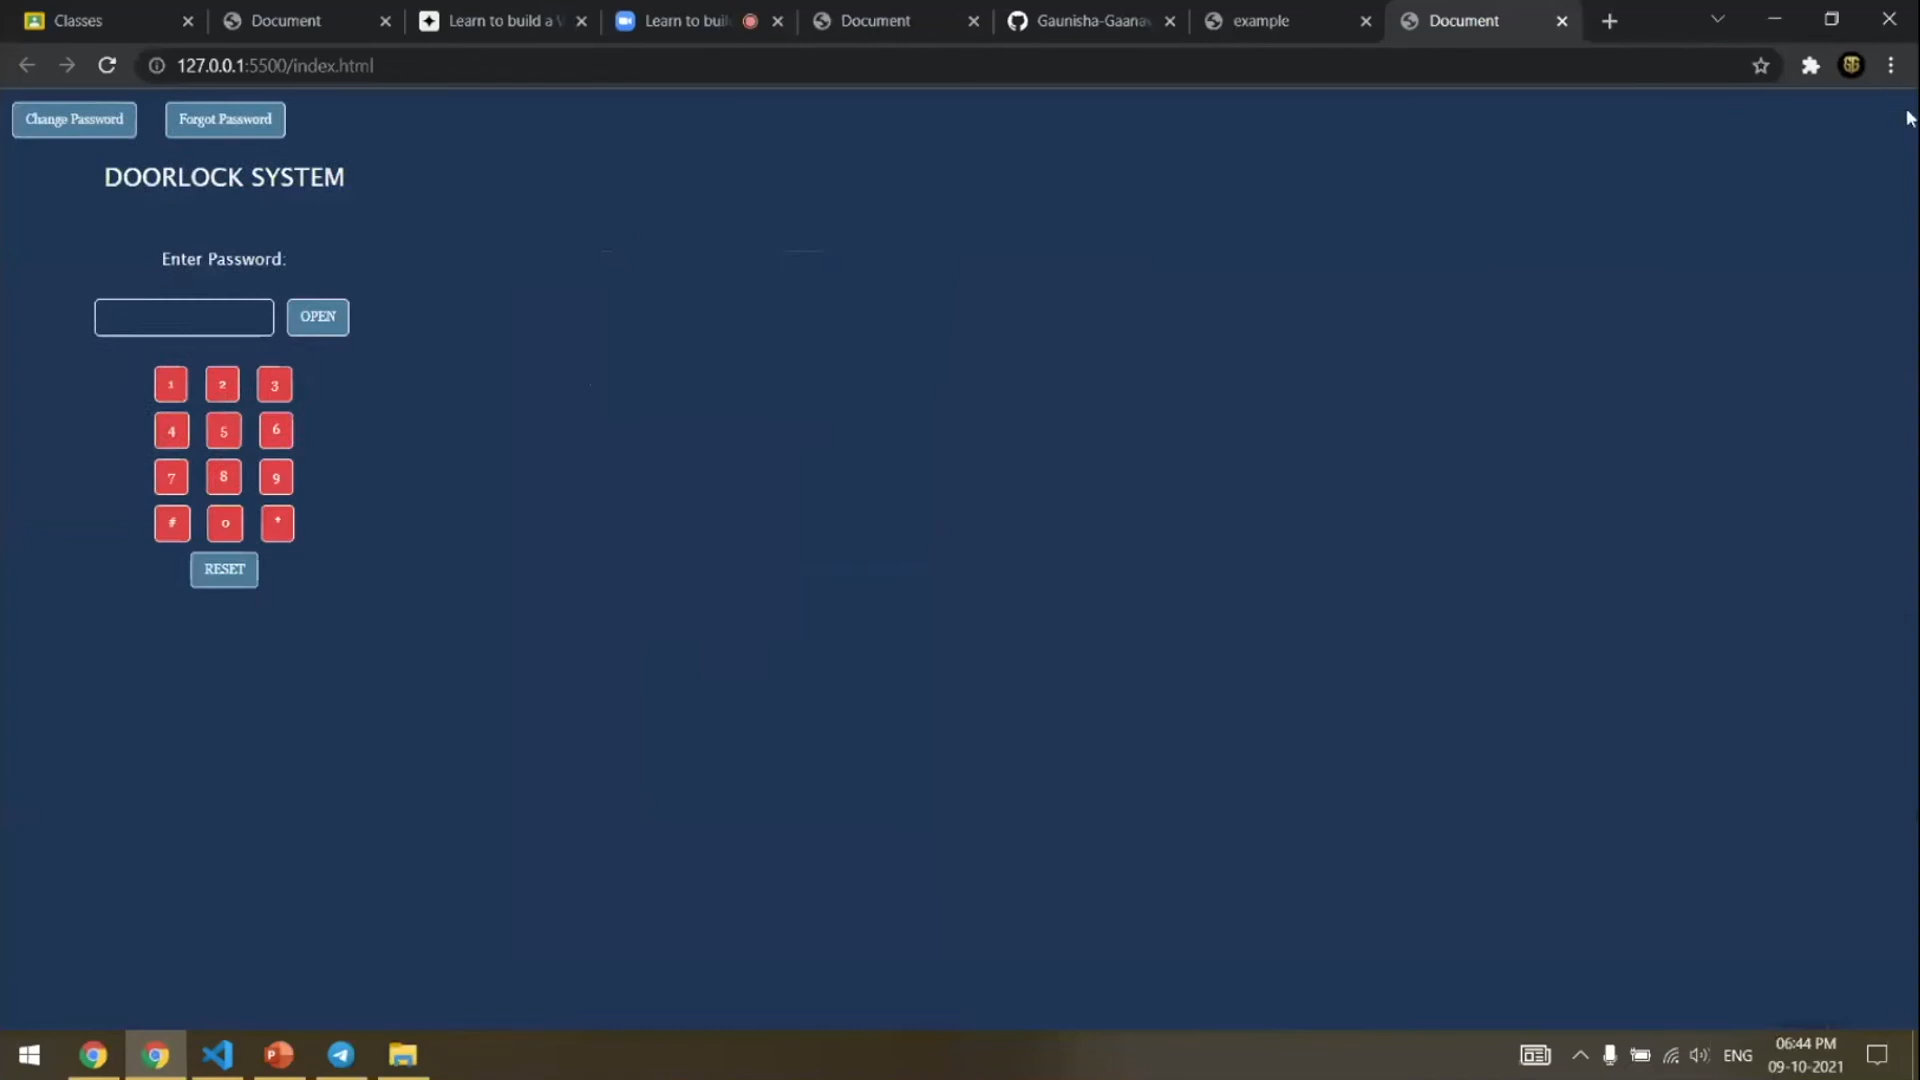 Classes
Document
Learn to build a
Learn to buil
Document
Gaunisha-Gaana
example
Document
127.0.0.1:5500/index.html
Change Password
Forgot Password
DOORLOCK SYSTEM
Enter Password:
OPEN
1 2 3
4 5 6
7 8 9
# 0 *
RESET
ENG
06:44 PM
09-10-2021